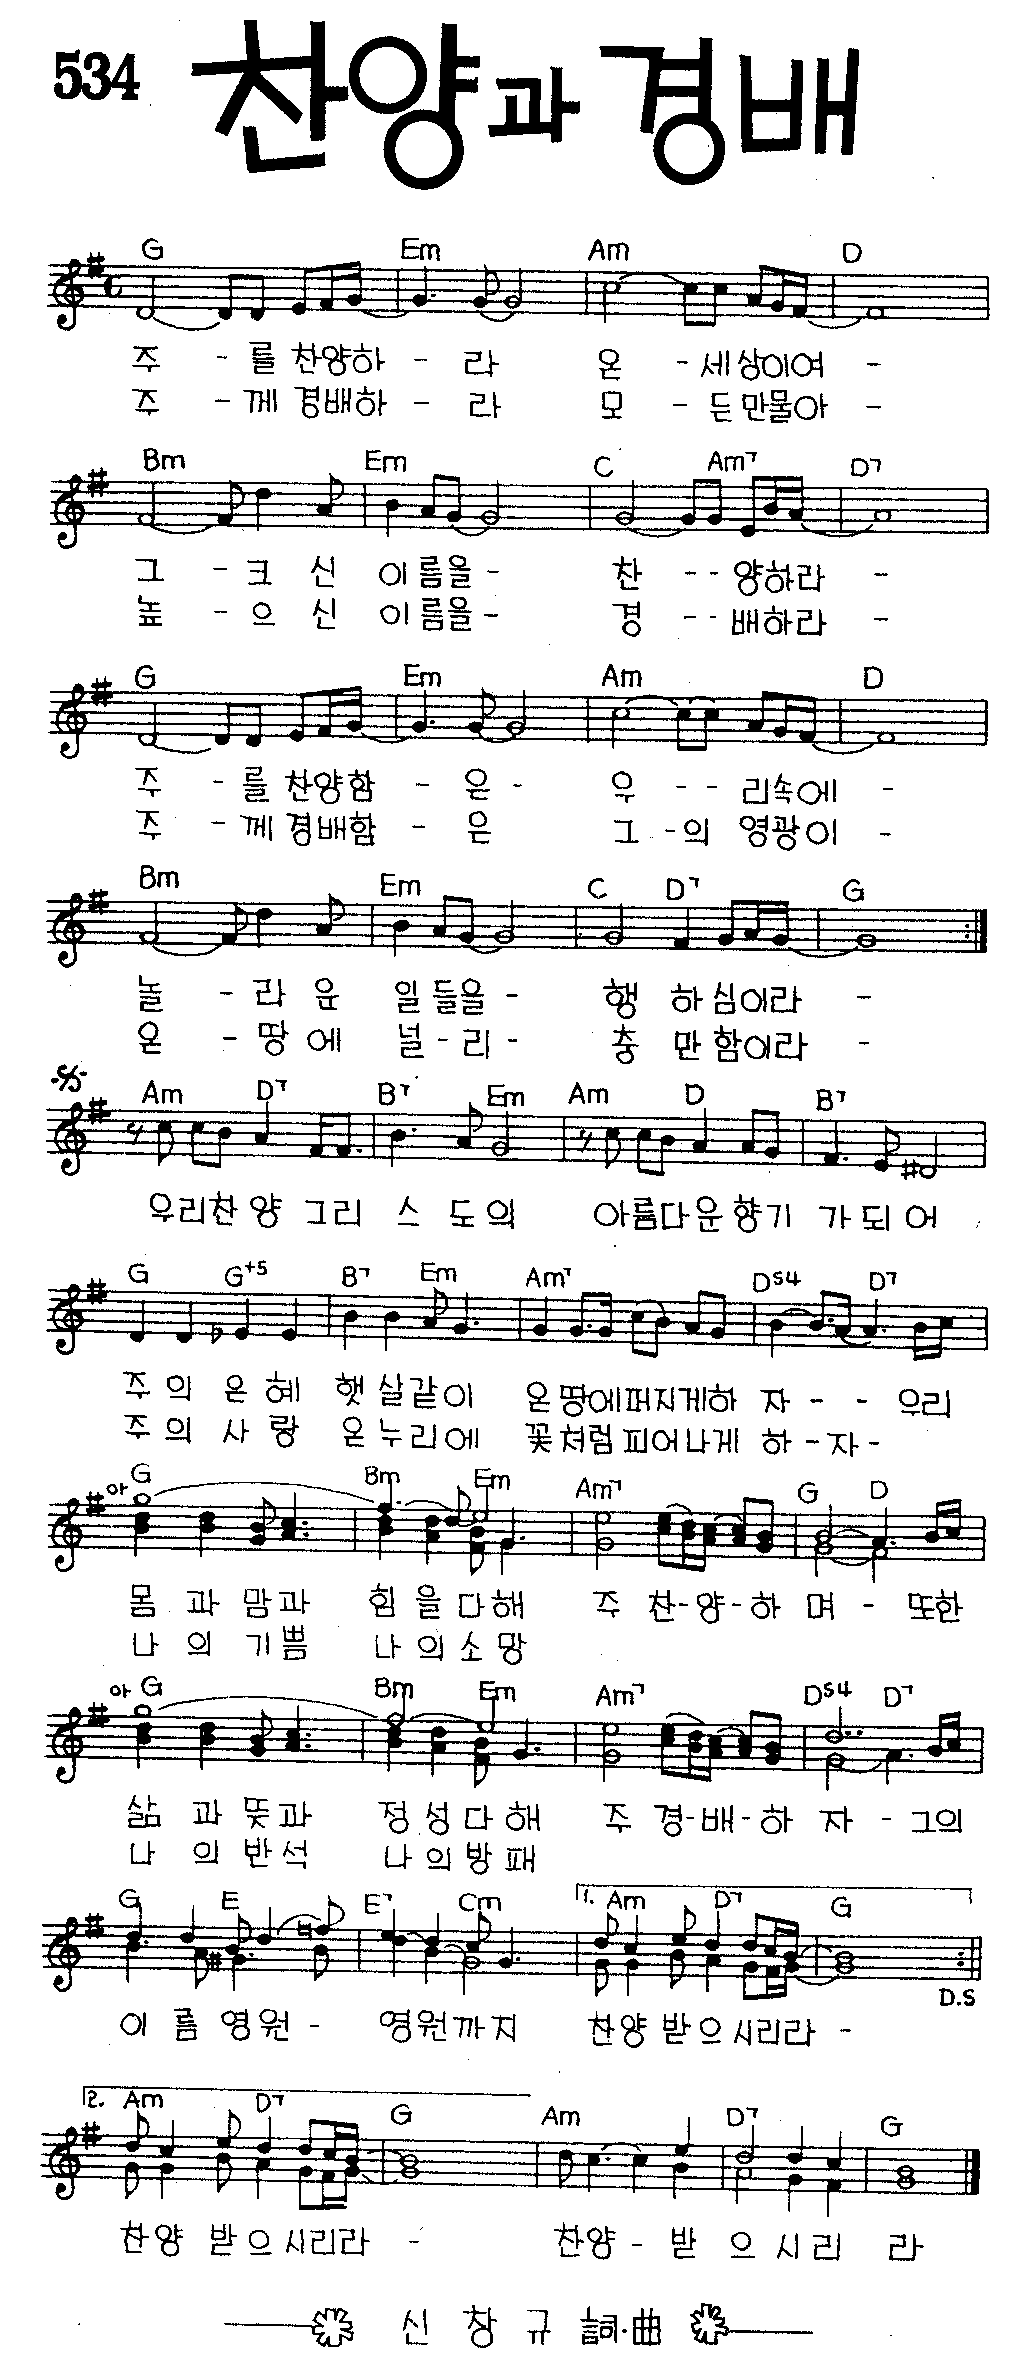 534 찬양과 경배
G Em Am D
주 - 를 찬양하 - 라 온 - 세상이여 -
주 - 께 경배하 - 라 모 - 든만물아 -
Bm Em C Am7 D7
그 - 크 신 이름을 - 찬 - - 양하라 -
높 - 으 신 이름을 - 경 - - 배하라 -
G Em Am D
주 - 를 찬양함 - 은 - 우 - - 리속에 -
주 - 께 경배함 - 은 그 - 의 영광이 -
Bm Em C D7 G
놀 - 라 운 일들을 - 행 하심이라 -
온 - 땅에 널 - 리 - 충 만함이라 -
Am D7 B7 Em Am D B7
우리찬양 그리 스 도의 아름다운향기 가되어
G G+5 B7 Em Am7 Ds4 D7
주의 은혜 햇살같이 온땅에퍼지게하 자 - - 우리
주의 사랑 온누리에 꽃처럼피어나게 하 - 자 -
아 G Bm Em Am7 G D
몸 과 맘과 힘을다해 주 찬 - 양 - 하 며 - 또한
나 의 기쁨 나의소망
아 G Bm Em Am7 Ds4 D7
삶 과 뜻과 정성다해 주 경 - 배 - 하 자 - 그의
나 의 반석 나의방패
G E E7 Cm 1. Am D7 G
D.S
이 름 영원 - 영원까지 찬양 받으시리라 -
2. Am D7 G Am D7 G
찬양 받으시리라 - 찬양 - 받 으 시 리 라
신 창 규 詞·曲